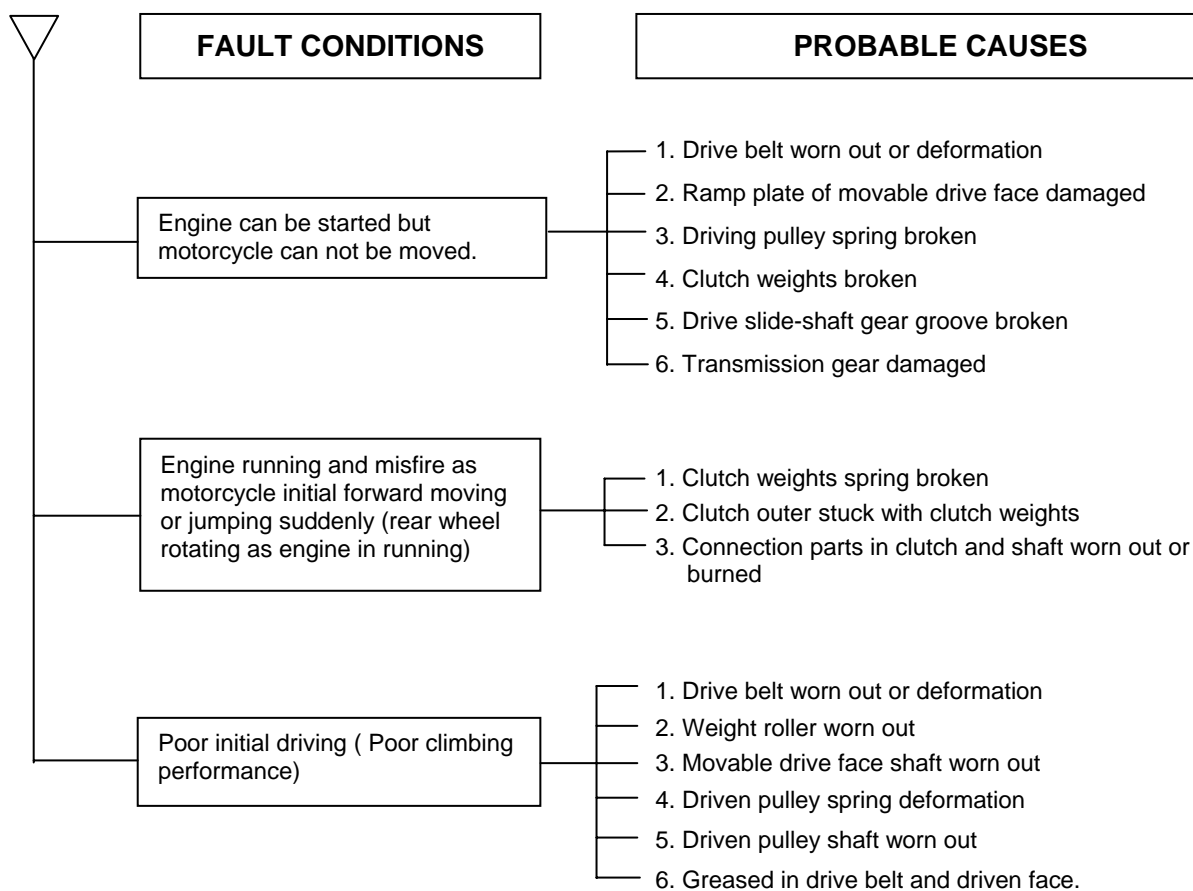 FAULT CONDITIONS
PROBABLE CAUSES
Engine can be started but
motorcycle can not be moved.
1. Drive belt worn out or deformation
2. Ramp plate of movable drive face damaged
3. Driving pulley spring broken
4. Clutch weights broken
5. Drive slide-shaft gear groove broken
6. Transmission gear damaged
Engine running and misfire as
motorcycle initial forward moving
or jumping suddenly (rear wheel
rotating as engine in running)
1. Clutch weights spring broken
2. Clutch outer stuck with clutch weights
3. Connection parts in clutch and shaft worn out or
burned
Poor initial driving ( Poor climbing
performance)
1. Drive belt worn out or deformation
2. Weight roller worn out
3. Movable drive face shaft worn out
4. Driven pulley spring deformation
5. Driven pulley shaft worn out
6. Greased in drive belt and driven face.